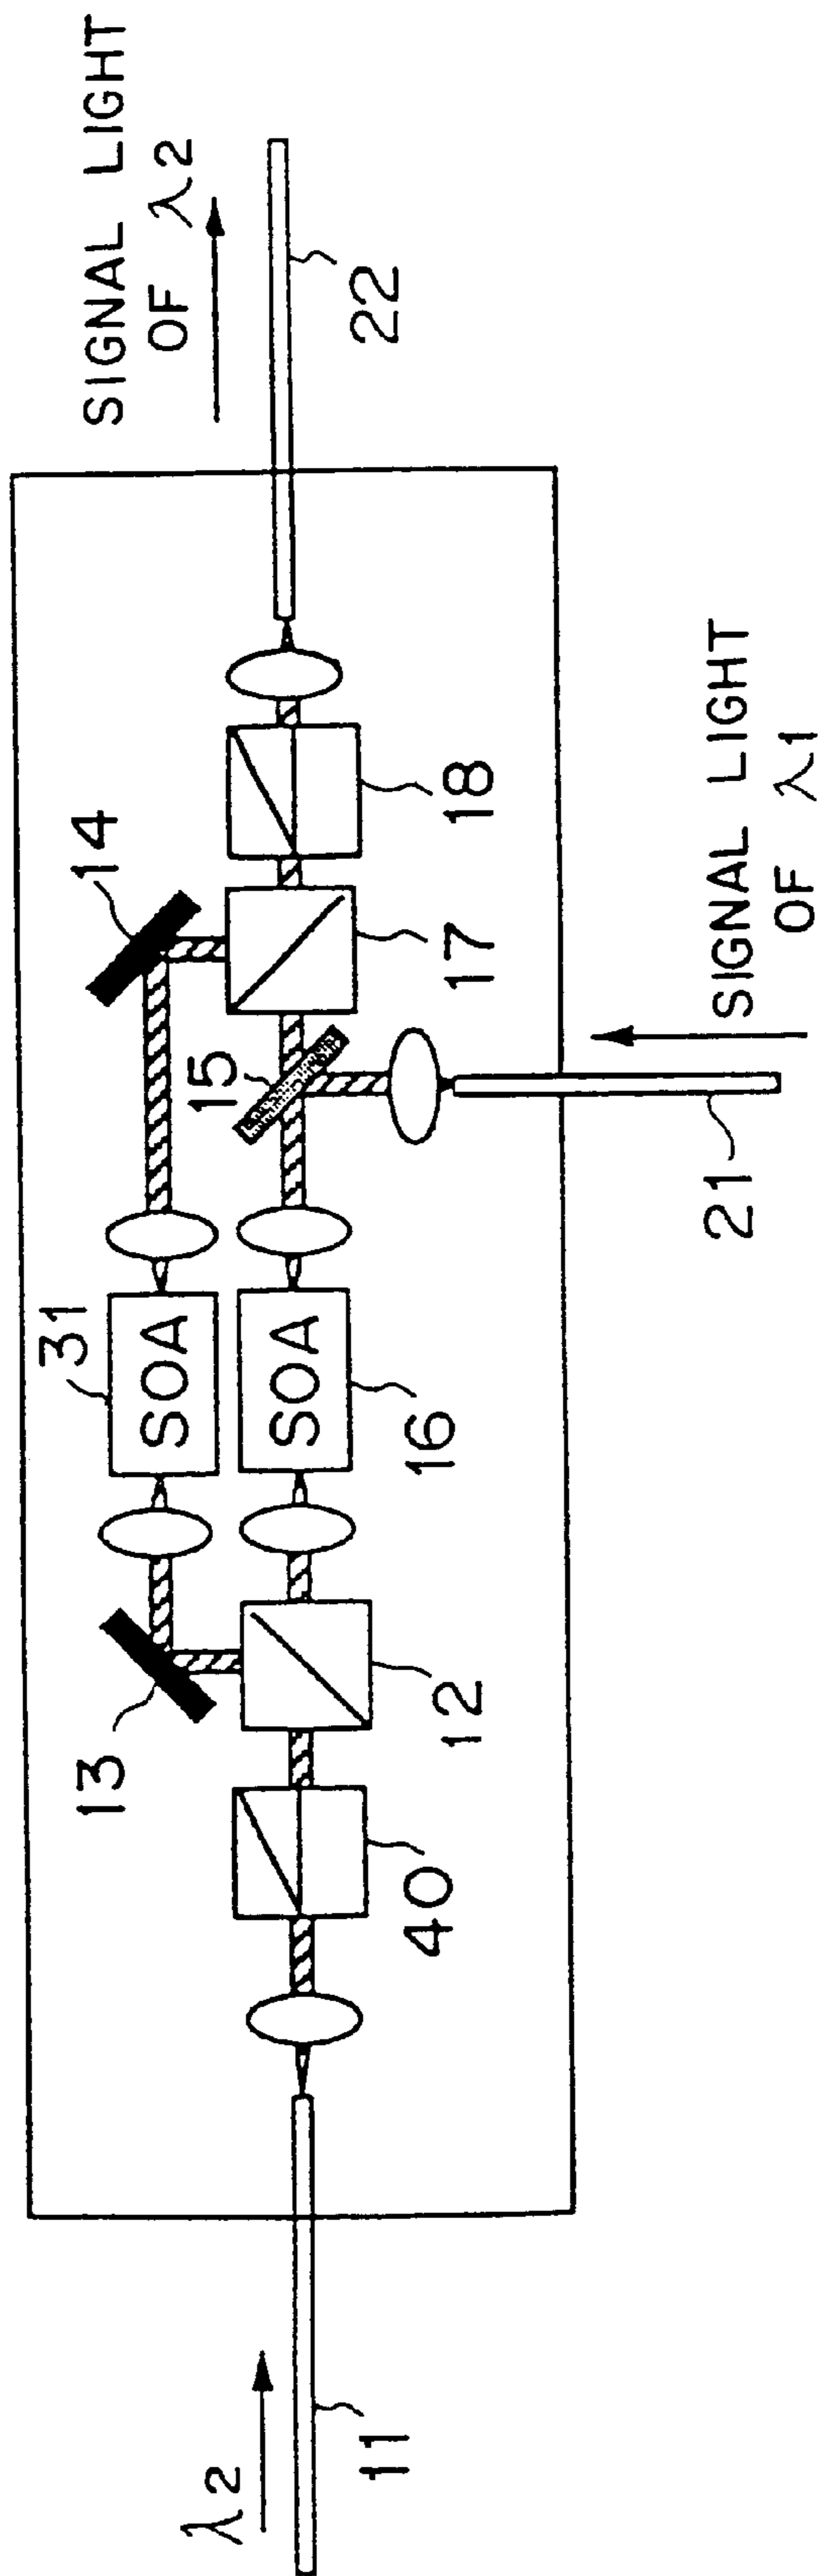 SIGNAL LIGHT
OF λ2
22
14
18
17
15
SIGNAL LIGHT
OF λ1
21
31
SOA
SOA
16
13
12
40
λ2
11